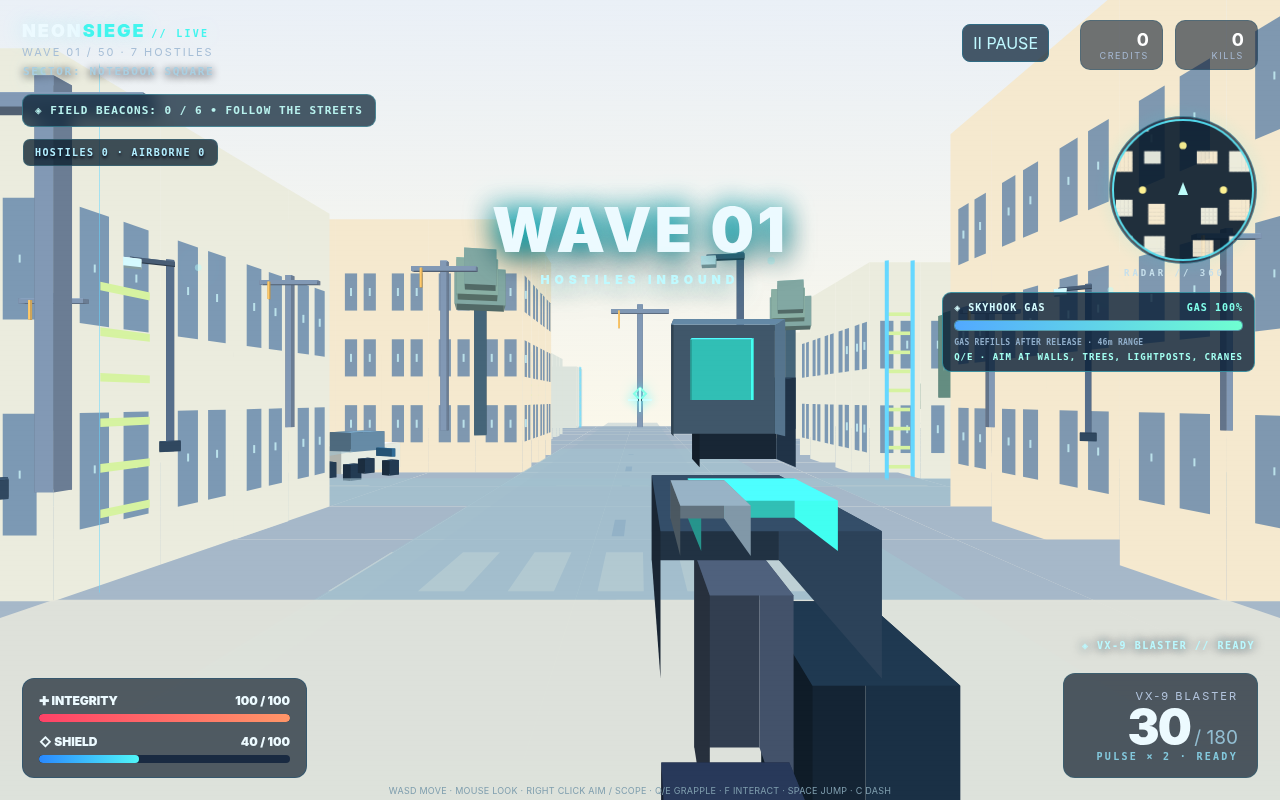 NEONSIEGE // LIVE
WAVE 01 / 50 · 7 HOSTILES
◈ FIELD BEACONS: 0 / 6 • FOLLOW THE STREETS
HOSTILES 0 · AIRBORNE 0
II PAUSE
0
CREDITS
0
KILLS
WAVE 01
HOSTILES INBOUND
RADAR // 360
◈ SKYHOOK GAS GAS 100%
GAS REFILLS AFTER RELEASE · 46m RANGE
Q/E · AIM AT WALLS, TREES, LIGHTPOSTS, CRANES
◈ VX-9 BLASTER // READY
VX-9 BLASTER
30 / 180
PULSE × 2 · READY
✚ INTEGRITY 100 / 100
◇ SHIELD 40 / 100
WASD MOVE · MOUSE LOOK · RIGHT CLICK AIM / SCOPE · Q/E GRAPPLE · F INTERACT · SPACE JUMP · C DASH